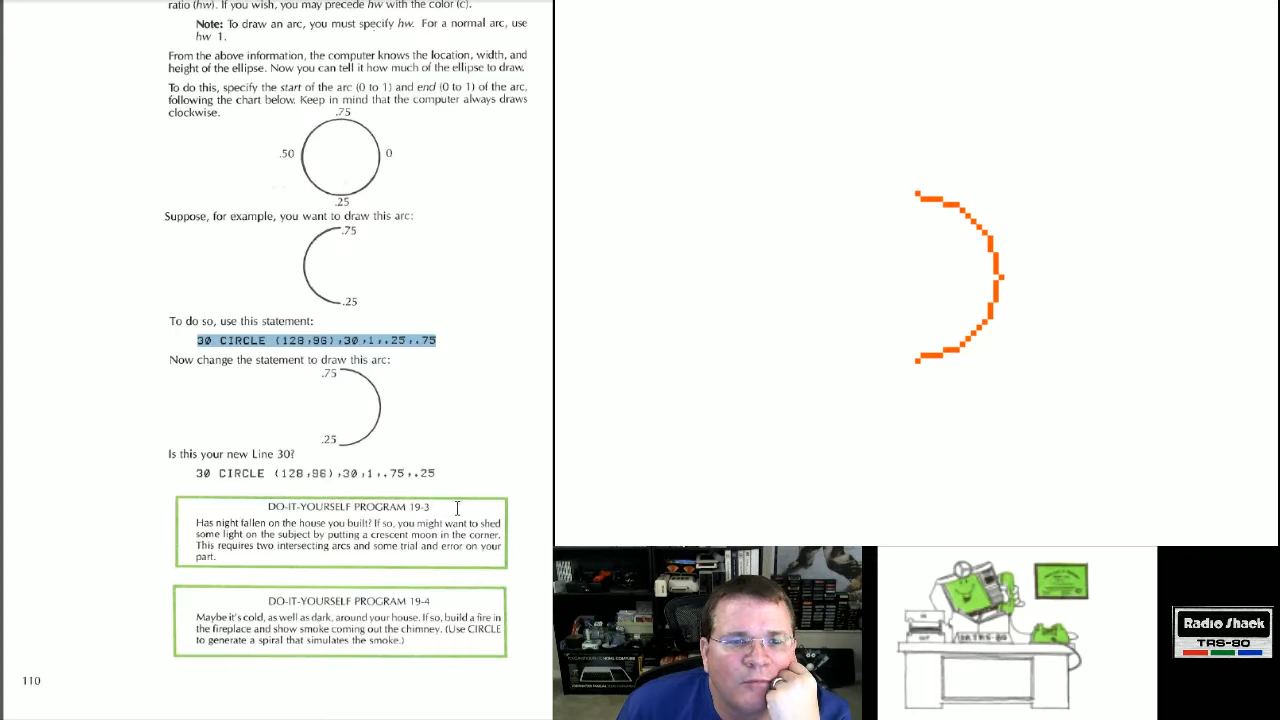 ratio (hw). If you wish, you may precede hw with the color (c).
Note: To draw an arc, you must specify hw. For a normal arc, use
hw 1.
From the above information, the computer knows the location, width, and
height of the ellipse. Now you can tell it how much of the ellipse to draw.
To do this, specify the start of the arc (0 to 1) and end (0 to 1) of the arc,
following the chart below. Keep in mind that the computer always draws
clockwise.
.75
.50
0
.25
Suppose, for example, you want to draw this arc:
.75
.25
To do so, use this statement:
30 CIRCLE (128,96),30,1,.25,.75
Now change the statement to draw this arc:
.75
.25
Is this your new Line 30?
30 CIRCLE (128,96),30,1,.75,.25
DO-IT-YOURSELF PROGRAM 19-3
Has night fallen on the house you built? If so, you might want to shed
some light on the subject by putting a crescent moon in the corner.
This requires two intersecting arcs and some trial and error on your
part.
DO-IT-YOURSELF PROGRAM 19-4
Maybe it's cold, as well as dark, around your house. If so, build a fire in
the fireplace and show smoke coming out the chimney. (Use CIRCLE
to generate a spiral that simulates the smoke.)
110
Radio Shack
TRS-80